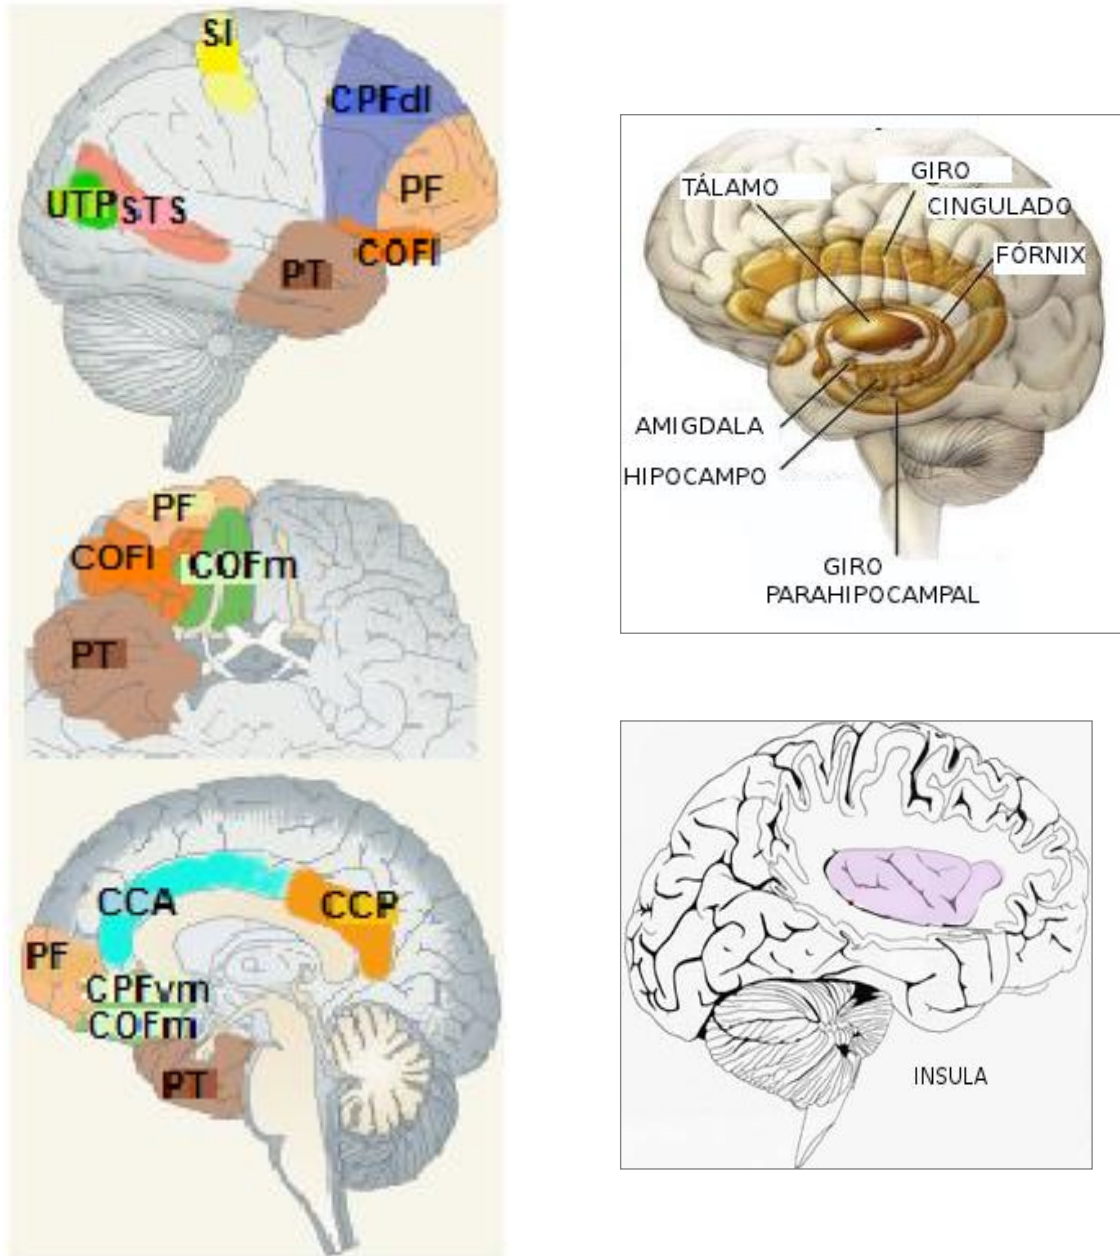 SI
CPFdl
PF
UTP
STS
COFl
PT
PF
COFl
COFm
PT
CCA
CCP
PF
CPFvm
COFm
PT
TÁLAMO
GIRO
CINGULADO
FÓRNIX
AMIGDALA
HIPOCAMPO
GIRO
PARAHIPOCAMPAL
INSULA